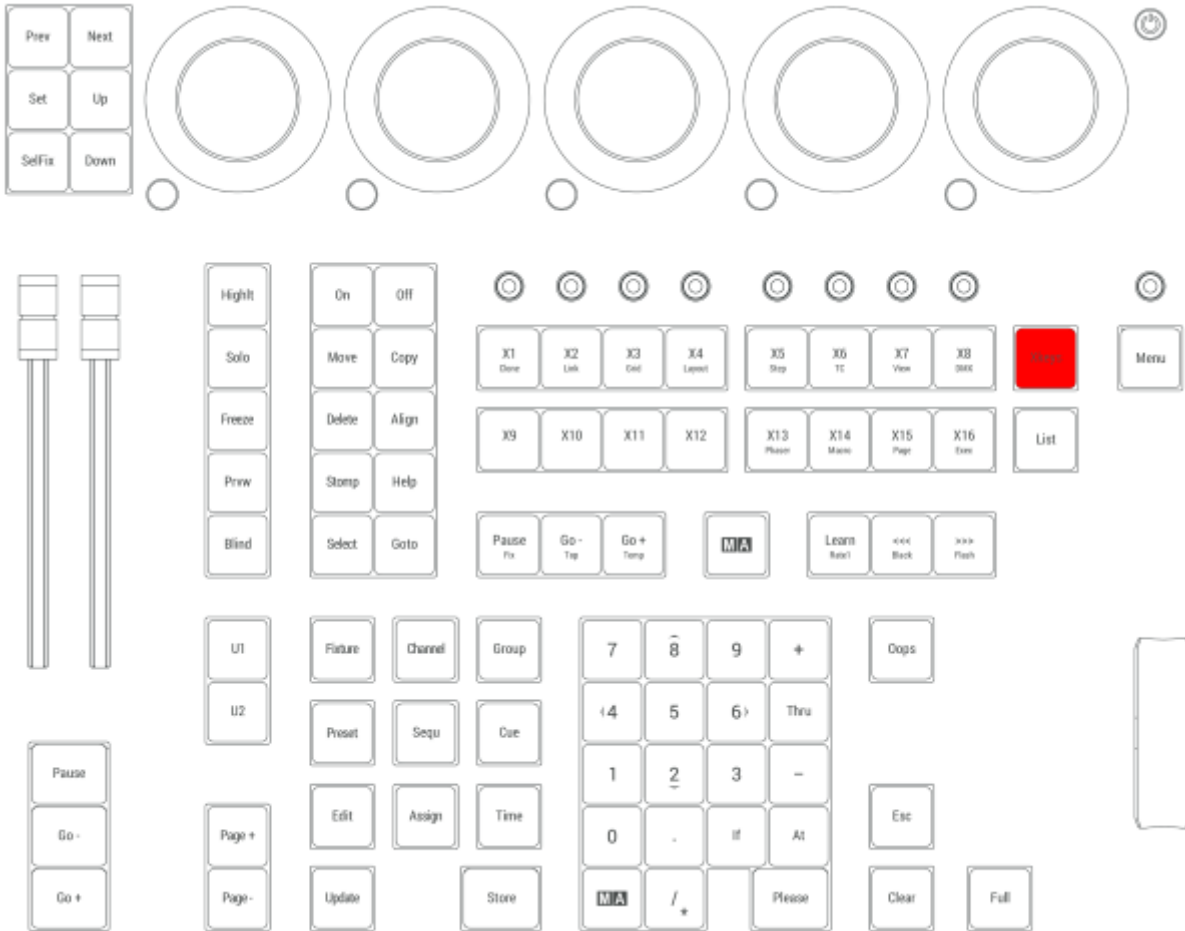 Prev Next
Set Up
SelFix Down
Highlt On Off
Solo Move Copy
X1 X2 X3 X4 X5 X6 X7 X8 Menu
Clone Link Grid Layout Step TC View DMX
Freeze Delete Align
X9 X10 X11 X12 X13 X14 X15 X16 List
Phaser Macro Page Exec
Prvw Stomp Help
Blind Select Goto
Pause Go - Go + MA Learn <<< >>>
Fix Top Temp Rate1 Black Flash
U1 Fixture Channel Group 7 8 9 + Oops
U2 Preset Sequ Cue 4 5 6 Thru
Pause 1 2 3 -
Go - Page + Edit Assign Time 0 . If At Esc
Go + Page - Update Store MA / * Please Clear Full